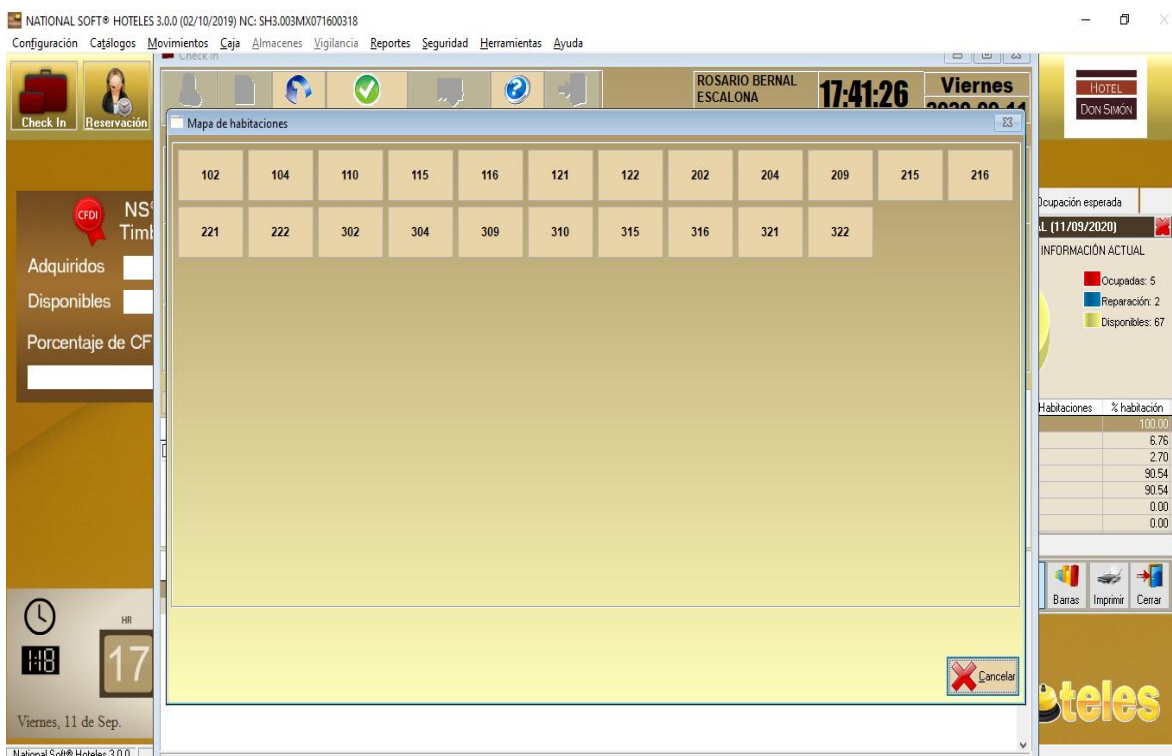 NATIONAL SOFT® HOTELES 3.0.0 (02/10/2019) NC: SH3.003MX071600318
Configuración Catálogos Movimientos Caja Almacenes Vigilancia Reportes Seguridad Herramientas Ayuda
Check In
Check In Reservación
ROSARIO BERNAL
ESCALONA
17:41:26
Viernes
HOTEL
DON SIMÓN
Mapa de habitaciones
102 104 110 115 116 121 122 202 204 209 215 216
221 222 302 304 309 310 315 316 321 322
CFDI
Adquiridos
Disponibles
Porcentaje de CF
Ocupación esperada
(11/09/2020)
INFORMACIÓN ACTUAL
Ocupadas: 5
Reparación: 2
Disponibles: 67
Habitaciones % habitación
100.00
6.76
2.70
90.54
90.54
0.00
0.00
Barras Imprimir Cerrar
HR
17
Viernes, 11 de Sep.
Cancelar
National Soft® Hoteles 3.0.0